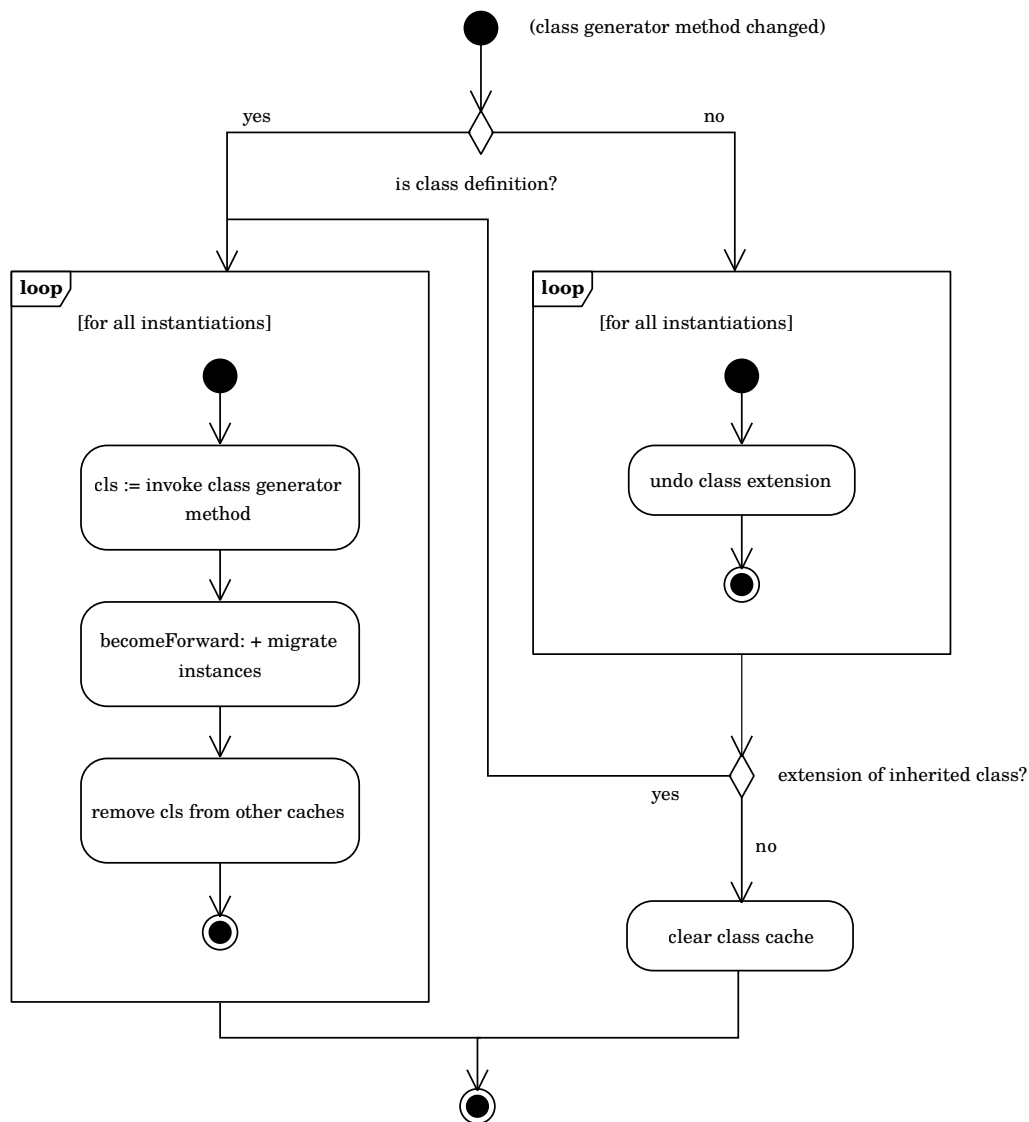 (class generator method changed)
yes
no
is class definition?
loop
[for all instantiations]
cls := invoke class generator
method
becomeForward: + migrate
instances
remove cls from other caches
loop
[for all instantiations]
undo class extension
extension of inherited class?
yes
no
clear class cache